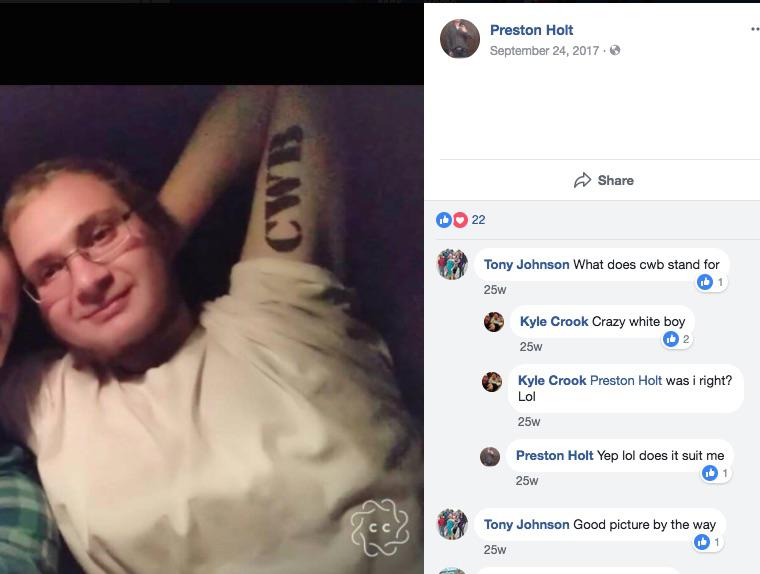 CWB
CC
Preston Holt
September 24, 2017 ·
Share
22
Tony Johnson What does cwb stand for
1
25w
Kyle Crook Crazy white boy
2
25w
Kyle Crook Preston Holt was i right?
Lol
25w
Preston Holt Yep lol does it suit me
1
25w
Tony Johnson Good picture by the way
1
25w